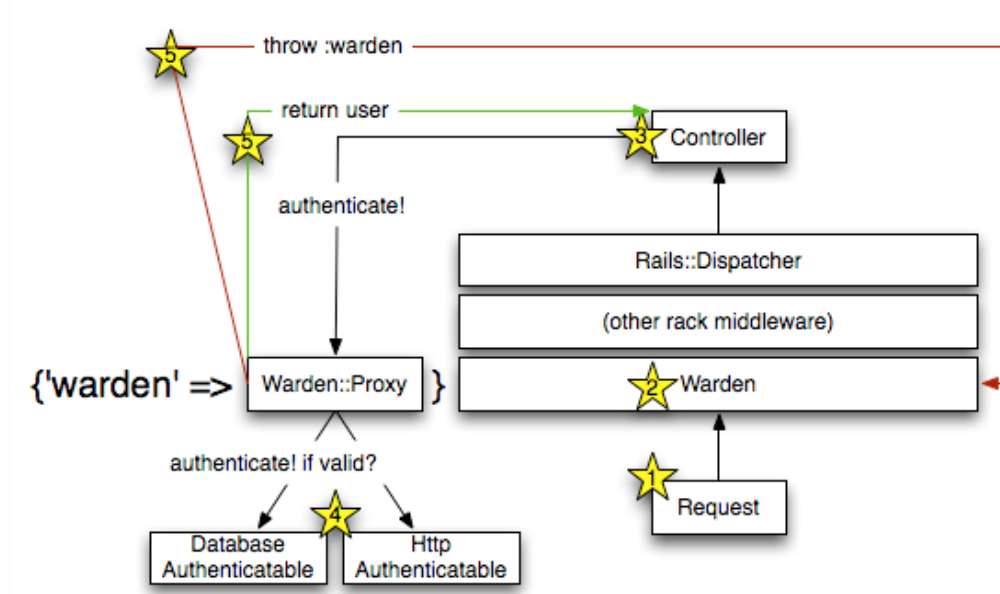 5
throw :warden
return user
5
3
Controller
authenticate!
Rails::Dispatcher
(other rack middleware)
{'warden' =>
Warden::Proxy
}
2
Warden
authenticate! if valid?
1
Request
4
Database
Authenticatable
Http
Authenticatable